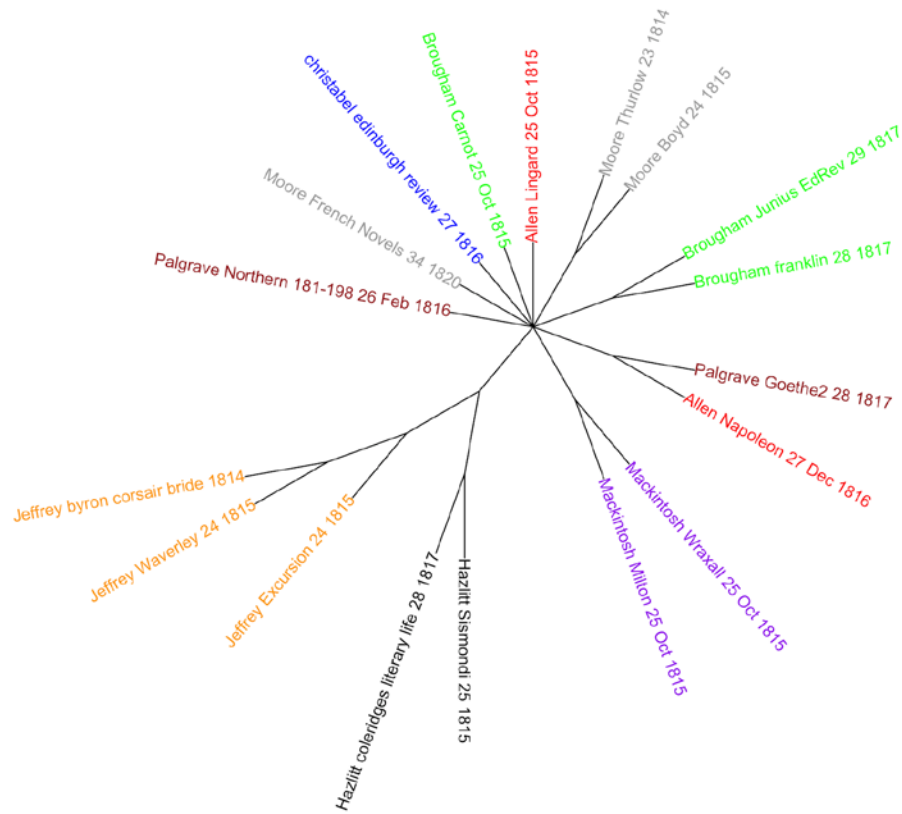 Moore Thurlow 23 1814
Moore Boyd 24 1815
Allen Lingard 25 Oct 1815
Brougham Carnot 25 Oct 1815
christabel edinburgh review 27 1816
Moore French Novels 34 1820
Palgrave Northern 181-198 26 Feb 1816
Brougham Junius EdRev 29 1817
Brougham franklin 28 1817
Palgrave Goethe2 28 1817
Allen Napoleon 27 Dec 1816
Mackintosh Wraxall 25 Oct 1815
Mackintosh Milton 25 Oct 1815
Hazlitt Sismondi 25 1815
Hazlitt coleridges literary life 28 1817
Jeffrey Excursion 24 1815
Jeffrey Waverley 24 1815
Jeffrey byron corsair bride 1814